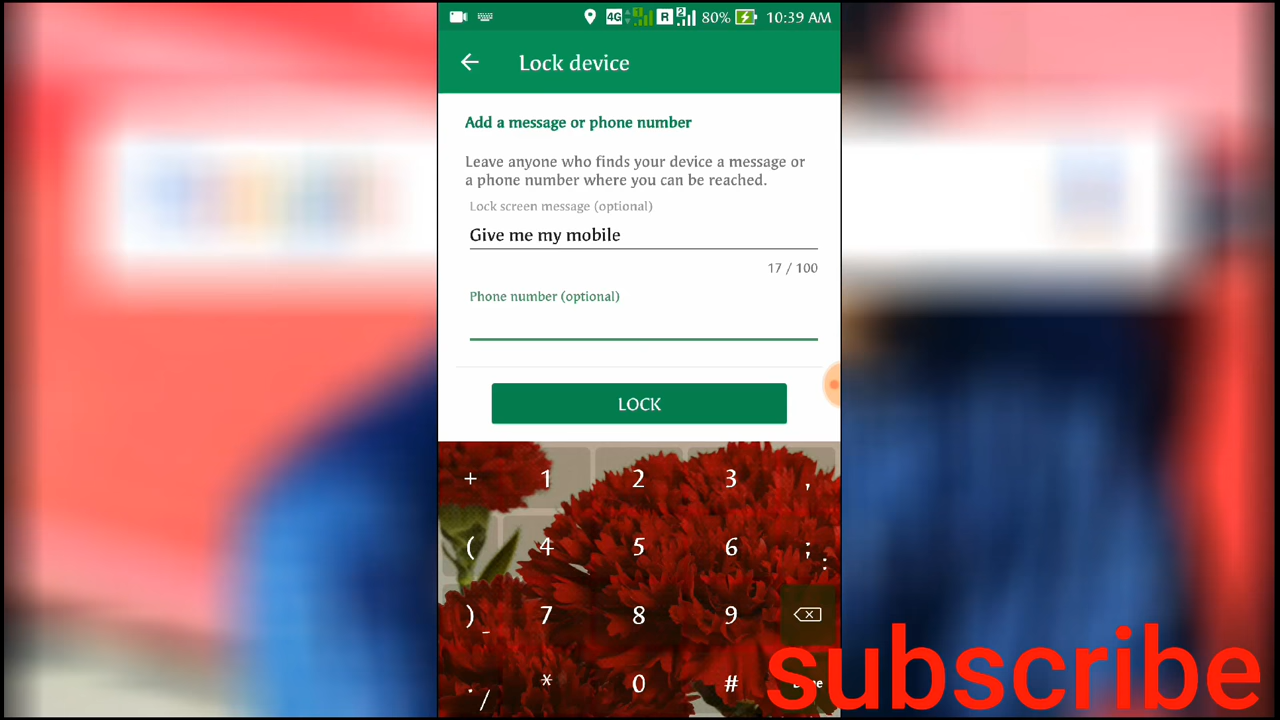 4G 1 R 2 80% 10:39 AM
Lock device
Add a message or phone number
Leave anyone who finds your device a message or
a phone number where you can be reached.
Lock screen message (optional)
Give me my mobile
17 / 100
Phone number (optional)
LOCK
+ 1 2 3 ,
( 4 5 6 ; :
) _ 7 8 9
. / * 0 #
subscribe